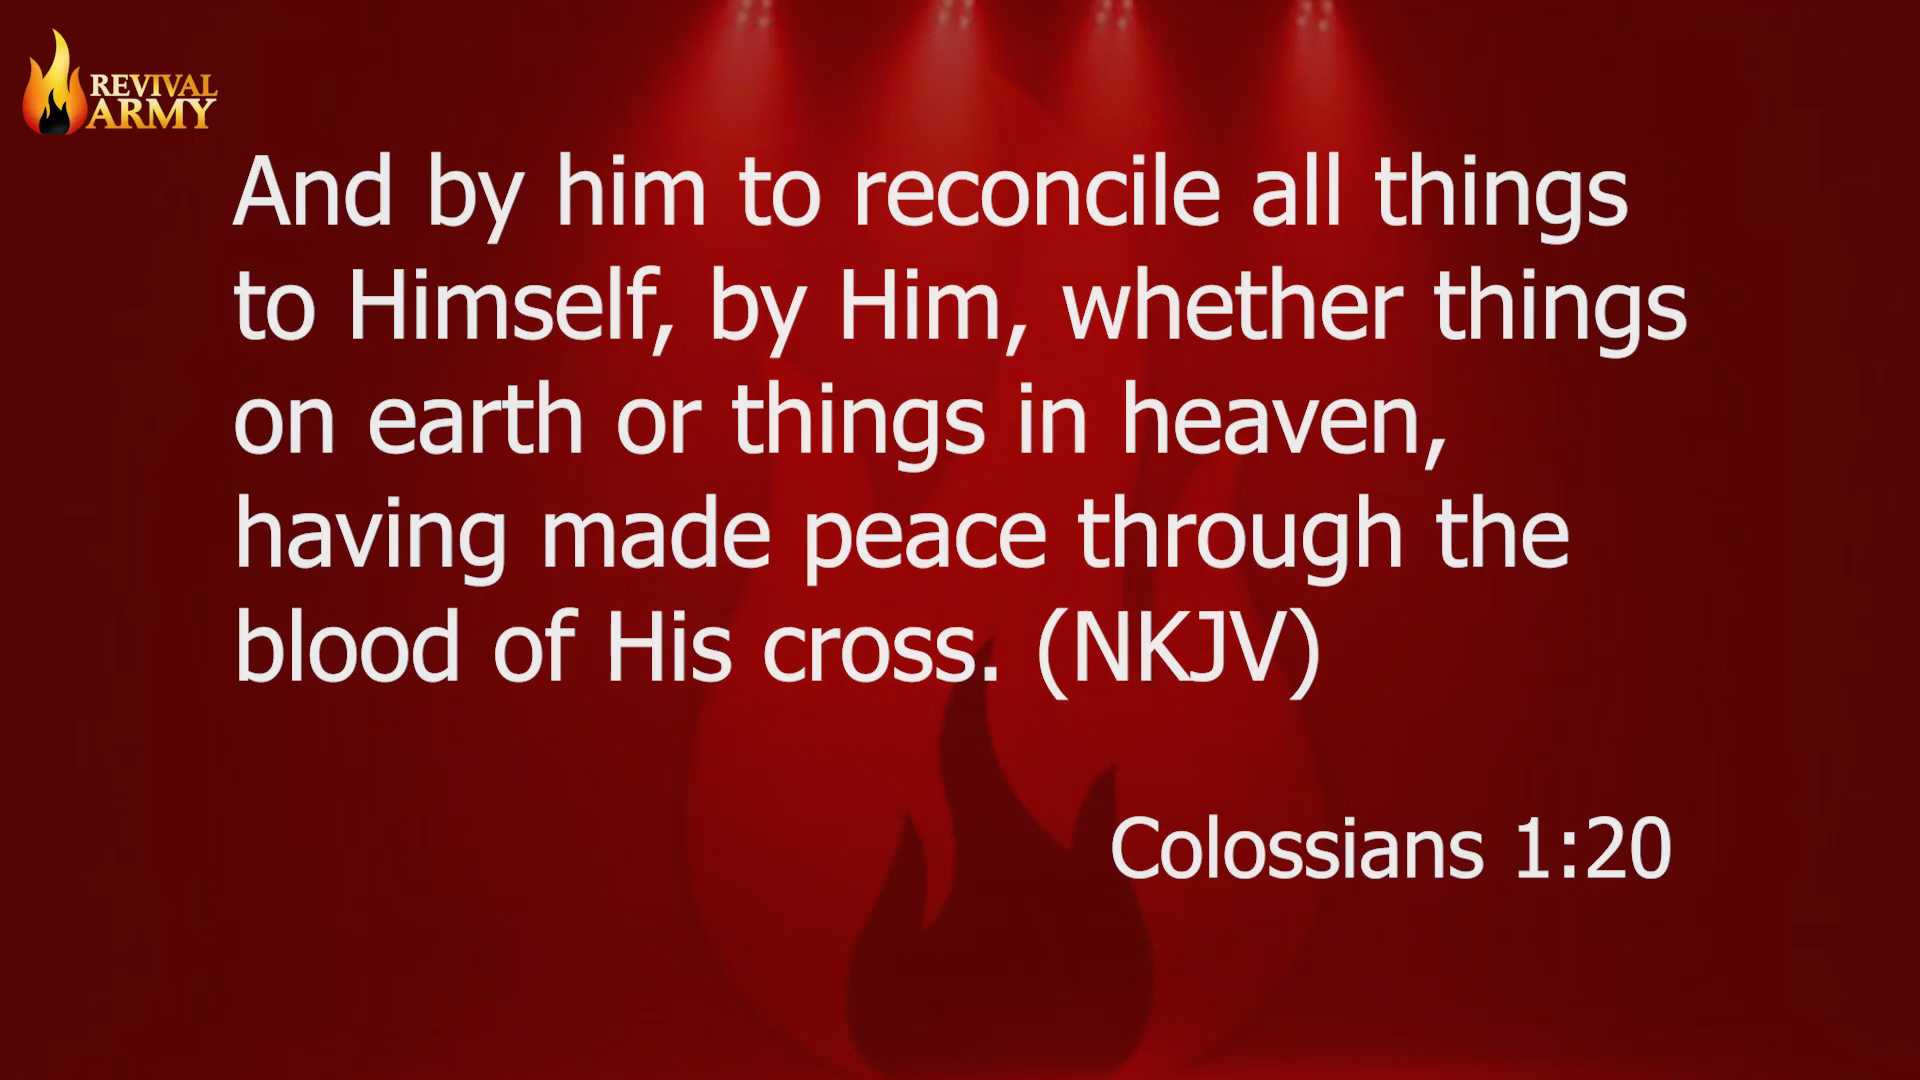 REVIVAL
ARMY
And by him to reconcile all things
to Himself, by Him, whether things
on earth or things in heaven,
having made peace through the
blood of His cross. (NKJV)
Colossians 1:20